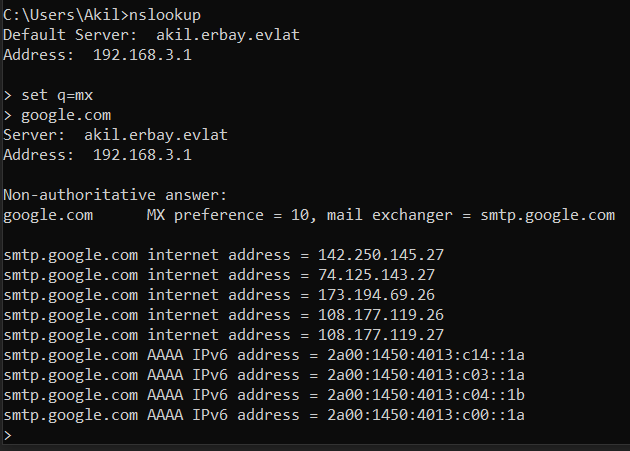 C:\Users\Akil>nslookup
Default Server:  akil.erbay.evlat
Address:  192.168.3.1

> set q=mx
> google.com
Server:  akil.erbay.evlat
Address:  192.168.3.1

Non-authoritative answer:
google.com      MX preference = 10, mail exchanger = smtp.google.com

smtp.google.com internet address = 142.250.145.27
smtp.google.com internet address = 74.125.143.27
smtp.google.com internet address = 173.194.69.26
smtp.google.com internet address = 108.177.119.26
smtp.google.com internet address = 108.177.119.27
smtp.google.com AAAA IPv6 address = 2a00:1450:4013:c14::1a
smtp.google.com AAAA IPv6 address = 2a00:1450:4013:c03::1a
smtp.google.com AAAA IPv6 address = 2a00:1450:4013:c04::1b
smtp.google.com AAAA IPv6 address = 2a00:1450:4013:c00::1a
>